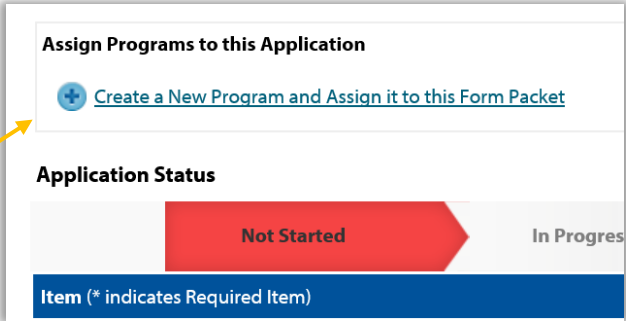 Assign Programs to this Application
Create a New Program and Assign it to this Form Packet
Application Status
Not Started
In Progres
Item (* indicates Required Item)